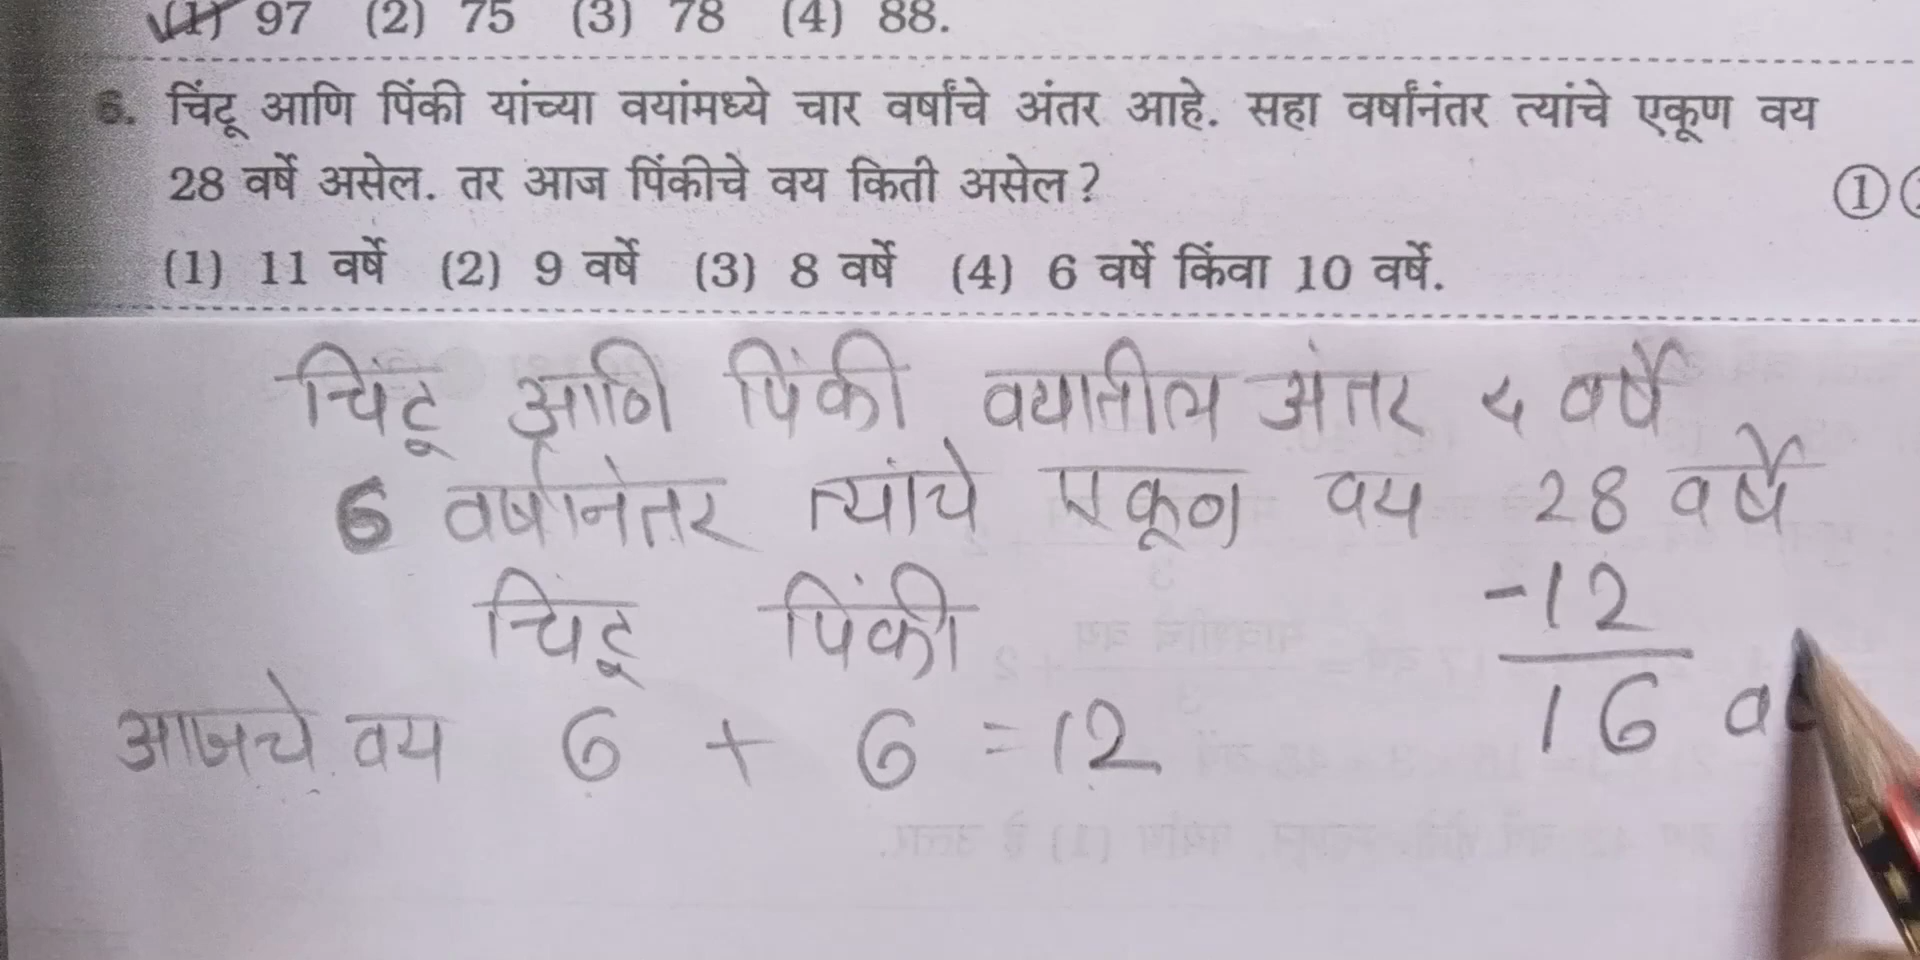 (1) 97 (2) 75 (3) 78 (4) 88.
6. चिंटू आणि पिंकी यांच्या वयांमध्ये चार वर्षांचे अंतर आहे. सहा वर्षांनंतर त्यांचे एकूण वय
28 वर्षे असेल. तर आज पिंकीचे वय किती असेल?
①
(1) 11 वर्षे (2) 9 वर्षे (3) 8 वर्षे (4) 6 वर्षे किंवा 10 वर्षे.
चिंटू आणि पिंकी वयातील अंतर ४ वर्षे
6 वर्षानंतर त्यांचे एकूण वय 28 वर्षे
चिंटू पिंकी -12
आजचे वय 6 + 6 = 12 16 व